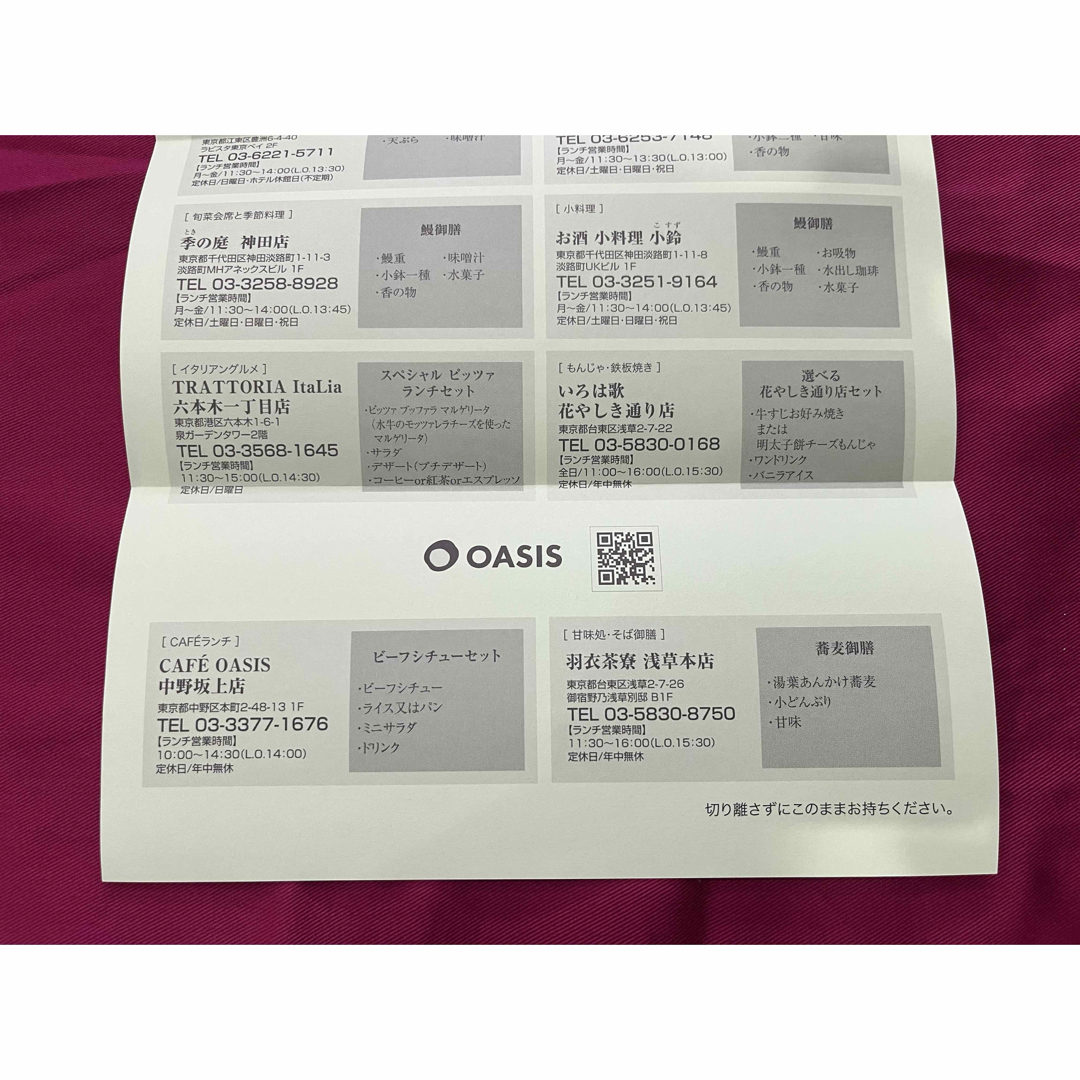 東京都江東区豊洲6-4-40
ラビスタ東京ベイ 2F
TEL 03-6221-5711
【ランチ営業時間】
月〜金/11:30〜14:00(L.O.13:30)
定休日/日曜日・ホテル休館日(不定期)
・天ぷら ・味噌汁
TEL 03-6253-7148
【ランチ営業時間】
月〜金/11:30〜13:30(L.O.13:00)
定休日/土曜日・日曜日・祝日
・小鉢二種 ・甘味
・香の物
[ 旬菜会席と季節料理 ]
とき
季の庭 神田店
東京都千代田区神田淡路町1-11-3
淡路町MHアネックスビル 1F
TEL 03-3258-8928
【ランチ営業時間】
月〜金/11:30〜14:00(L.O.13:45)
定休日/土曜日・日曜日・祝日
鰻御膳
・鰻重 ・味噌汁
・小鉢一種 ・水菓子
・香の物
[ 小料理 ]
こ すず
お酒 小料理 小鈴
東京都千代田区神田淡路町1-11-8
淡路町UKビル 1F
TEL 03-3251-9164
【ランチ営業時間】
月〜金/11:30〜14:00(L.O.13:45)
定休日/土曜日・日曜日・祝日
鰻御膳
・鰻重 ・お吸物
・小鉢一種 ・水出し珈琲
・香の物 ・水菓子
[ イタリアングルメ ]
TRATTORIA ItaLia
六本木一丁目店
東京都港区六本木1-6-1
泉ガーデンタワー2階
TEL 03-3568-1645
【ランチ営業時間】
11:30〜15:00(L.O.14:30)
定休日/日曜日
スペシャル ピッツァ
ランチセット
・ピッツァ ブッファラ マルゲリータ
(水牛のモッツァレラチーズを使った
マルゲリータ)
・サラダ
・デザート(プチデザート)
・コーヒーor紅茶orエスプレッソ
[ もんじゃ・鉄板焼き ]
いろは歌
花やしき通り店
東京都台東区浅草2-7-22
TEL 03-5830-0168
【ランチ営業時間】
全日/11:00〜16:00(L.O.15:30)
定休日/年中無休
選べる
花やしき通り店セット
・牛すじお好み焼き
または
明太子餅チーズもんじゃ
・ワンドリンク
・バニラアイス
OASIS
[ CAFÉランチ ]
CAFÉ OASIS
中野坂上店
東京都中野区本町2-48-13 1F
TEL 03-3377-1676
【ランチ営業時間】
10:00〜14:30(L.O.14:00)
定休日/年中無休
ビーフシチューセット
・ビーフシチュー
・ライス又はパン
・ミニサラダ
・ドリンク
[ 甘味処・そば御膳 ]
羽衣茶寮 浅草本店
東京都台東区浅草2-7-26
御宿野乃浅草別邸 B1F
TEL 03-5830-8750
【ランチ営業時間】
11:30〜16:00(L.O.15:30)
定休日/年中無休
蕎麦御膳
・湯葉あんかけ蕎麦
・小どんぶり
・甘味
切り離さずにこのままお持ちください。